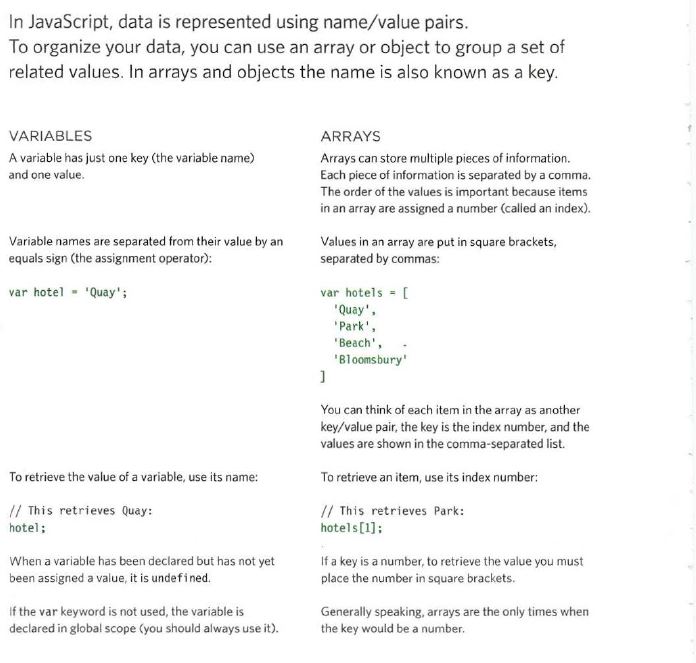 In JavaScript, data is represented using name/value pairs.
To organize your data, you can use an array or object to group a set of
related values. In arrays and objects the name is also known as a key.
VARIABLES
A variable has just one key (the variable name)
and one value.
Variable names are separated from their value by an
equals sign (the assignment operator):
var hotel = 'Quay';
To retrieve the value of a variable, use its name:
// This retrieves Quay:
hotel;
When a variable has been declared but has not yet
been assigned a value, it is undefined.
If the var keyword is not used, the variable is
declared in global scope (you should always use it).
ARRAYS
Arrays can store multiple pieces of information.
Each piece of information is separated by a comma.
The order of the values is important because items
in an array are assigned a number (called an index).
Values in an array are put in square brackets,
separated by commas:
var hotels = [
'Quay',
'Park',
'Beach',
'Bloomsbury'
]
You can think of each item in the array as another
key/value pair, the key is the index number, and the
values are shown in the comma-separated list.
To retrieve an item, use its index number:
// This retrieves Park:
hotels[1];
If a key is a number, to retrieve the value you must
place the number in square brackets.
Generally speaking, arrays are the only times when
the key would be a number.